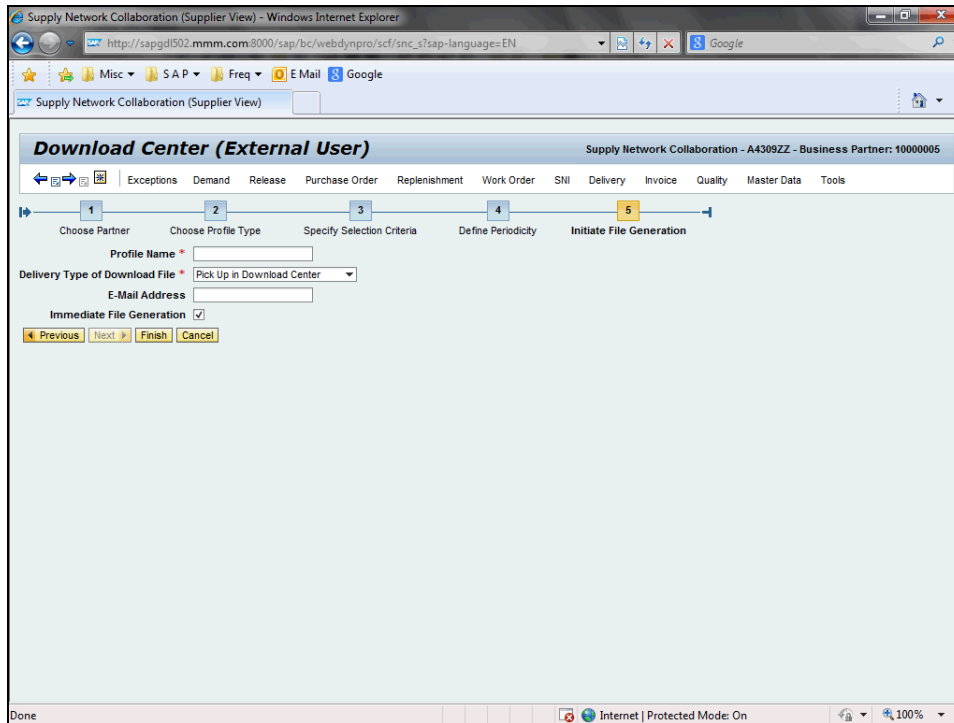 Supply Network Collaboration (Supplier View) - Windows Internet Explorer
http://sapgdl502.mmm.com:8000/sap/bc/webdynpro/scf/snc_s?sap-language=EN
Google
Misc S A P Freq E Mail Google
Supply Network Collaboration (Supplier View)
Download Center (External User)
Supply Network Collaboration - A4309ZZ - Business Partner: 10000005
Exceptions Demand Release Purchase Order Replenishment Work Order SNI Delivery Invoice Quality Master Data Tools
1 2 3 4 5
Choose Partner Choose Profile Type Specify Selection Criteria Define Periodicity Initiate File Generation
Profile Name *
Delivery Type of Download File * Pick Up in Download Center
E-Mail Address
Immediate File Generation
Previous Next Finish Cancel
Done Internet | Protected Mode: On 100%